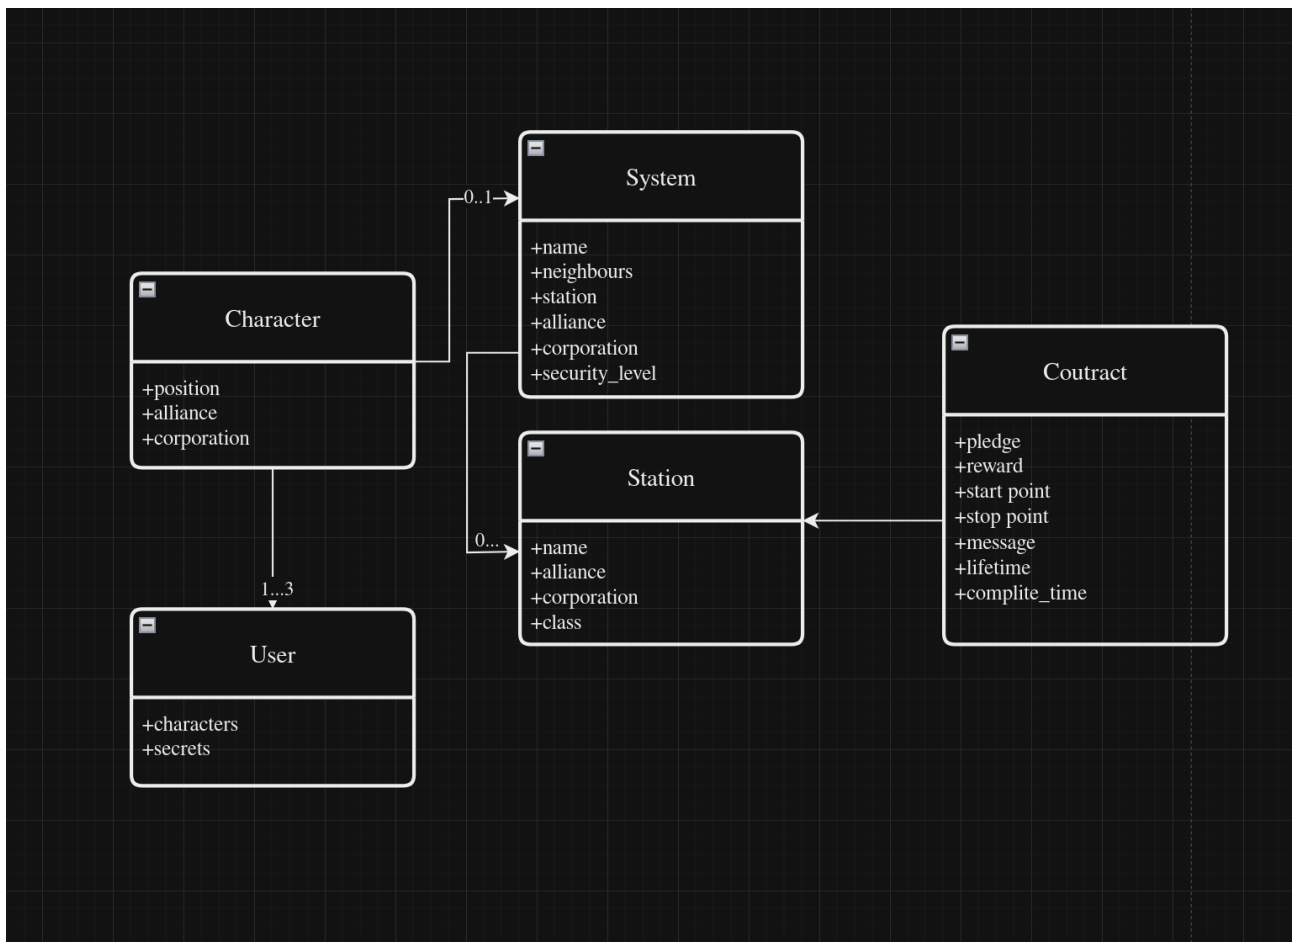 System
0..1
+name
+neighbours
+station
+alliance
+corporation
+security_level
Character
+position
+alliance
+corporation
Coutract
+pledge
+reward
+start point
+stop point
+message
+lifetime
+complite_time
Station
0...
+name
+alliance
+corporation
+class
1...3
User
+characters
+secrets